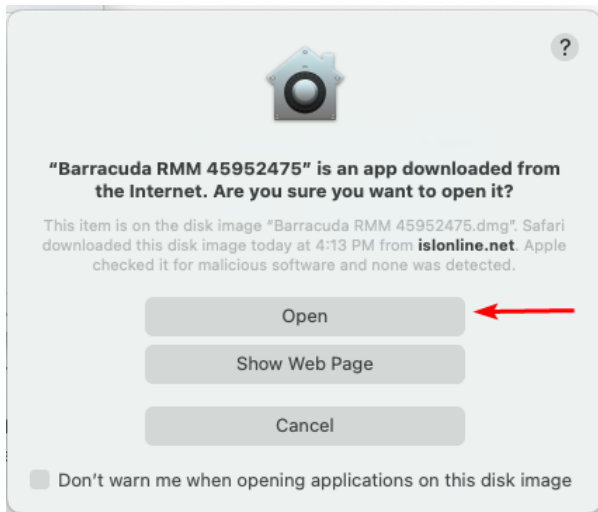 ?
“Barracuda RMM 45952475” is an app downloaded from
the Internet. Are you sure you want to open it?
This item is on the disk image “Barracuda RMM 45952475.dmg”. Safari
downloaded this disk image today at 4:13 PM from islonline.net. Apple
checked it for malicious software and none was detected.
Open
Show Web Page
Cancel
Don’t warn me when opening applications on this disk image